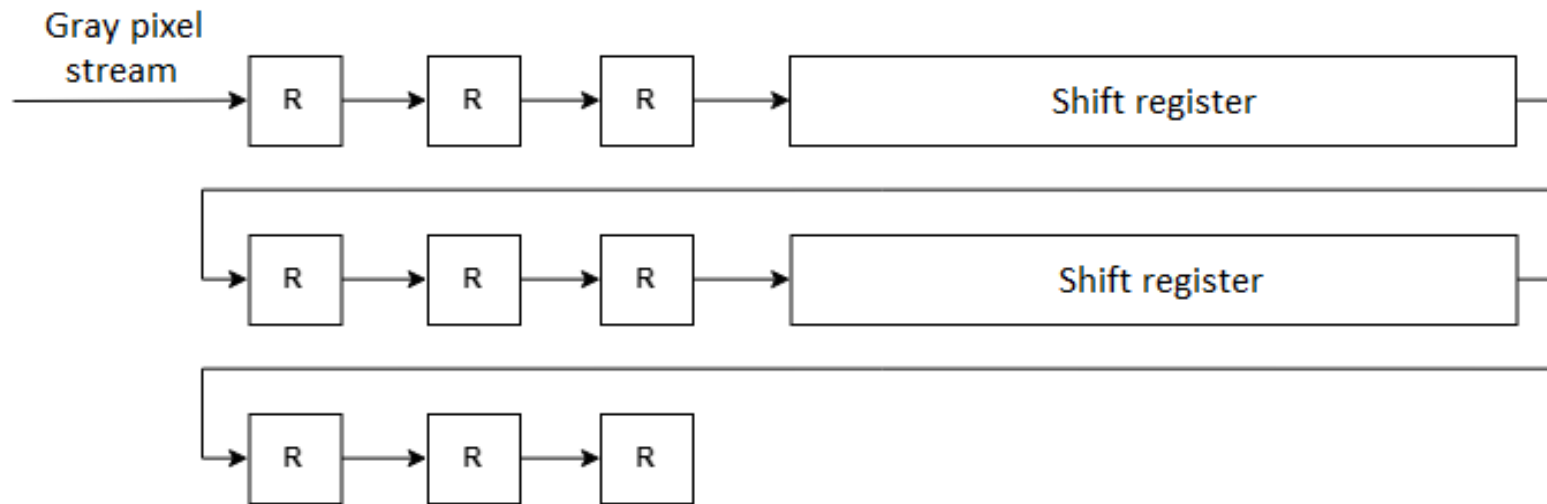 Gray pixel
stream
R R R Shift register
R R R Shift register
R R R